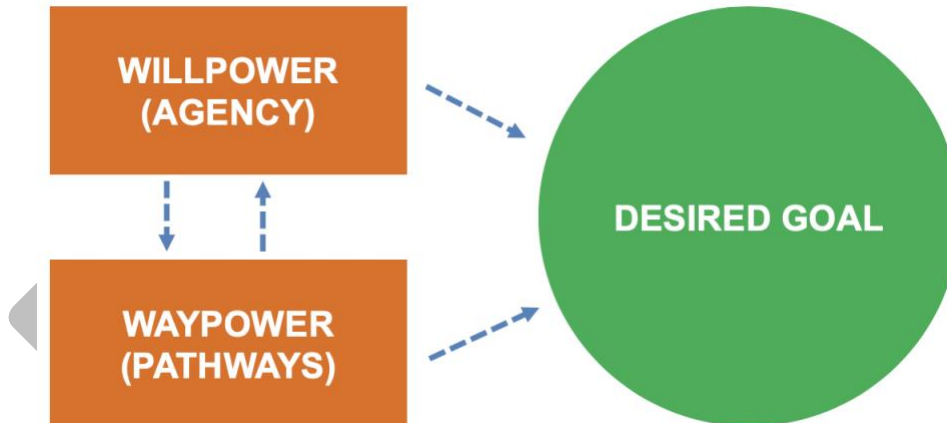 WILLPOWER
(AGENCY)
DESIRED GOAL
WAYPOWER
(PATHWAYS)